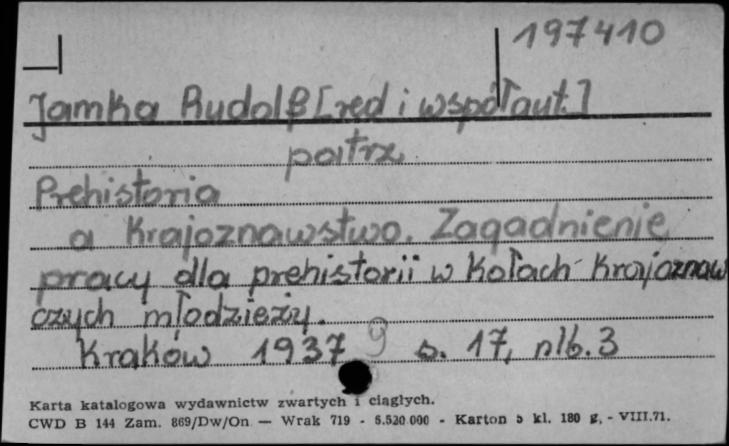 197410
Jamka Rudolf [red i współaut.]
patrz
Prehistoria
a Krajoznawstwo. Zagadnienie
pracy dla prehistorii w Kołach Krajoznaw
czych młodzieży.
Kraków 1937 9 s. 17, nlb. 3
Karta katalogowa wydawnictw zwartych i ciągłych.
CWD B 144 Zam. 869/Dw/On — Wrak 719 - 5.520 000 - Karton 5 kl. 180 g. - VIII.71.